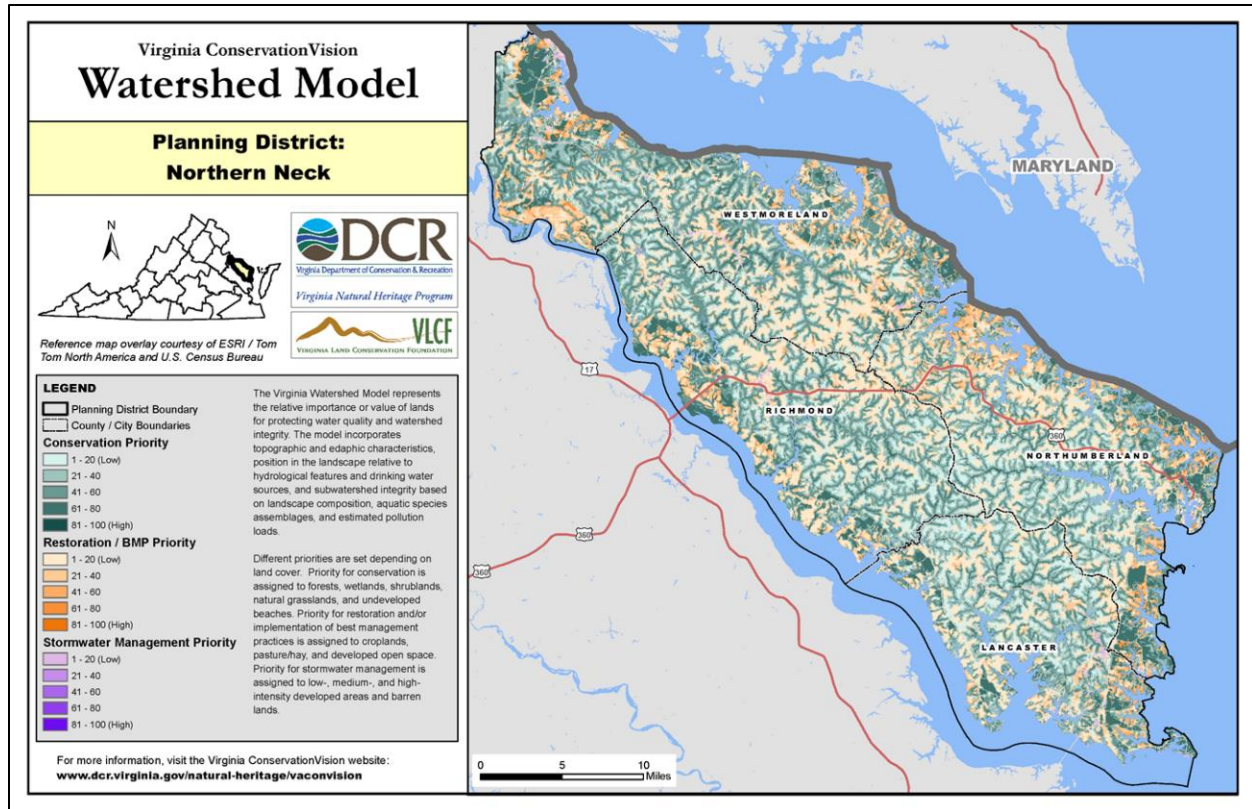 Virginia ConservationVision
Watershed Model
Planning District:
Northern Neck
N
DCR
Virginia Department of Conservation & Recreation
Virginia Natural Heritage Program
VLCF
VIRGINIA LAND CONSERVATION FOUNDATION
Reference map overlay courtesy of ESRI / Tom
Tom North America and U.S. Census Bureau
LEGEND
Planning District Boundary
County / City Boundaries
Conservation Priority
1 - 20 (Low)
21 - 40
41 - 60
61 - 80
81 - 100 (High)
Restoration / BMP Priority
1 - 20 (Low)
21 - 40
41 - 60
61 - 80
81 - 100 (High)
Stormwater Management Priority
1 - 20 (Low)
21 - 40
41 - 60
61 - 80
81 - 100 (High)
The Virginia Watershed Model represents
the relative importance or value of lands
for protecting water quality and watershed
integrity. The model incorporates
topographic and edaphic characteristics,
position in the landscape relative to
hydrological features and drinking water
sources, and subwatershed integrity based
on landscape composition, aquatic species
assemblages, and estimated pollution
loads.
Different priorities are set depending on
land cover. Priority for conservation is
assigned to forests, wetlands, shrublands,
natural grasslands, and undeveloped
beaches. Priority for restoration and/or
implementation of best management
practices is assigned to croplands,
pasture/hay, and developed open space.
Priority for stormwater management is
assigned to low-, medium-, and high-
intensity developed areas and barren
lands.
For more information, visit the Virginia ConservationVision website:
www.dcr.virginia.gov/natural-heritage/vaconvision
MARYLAND
WESTMORELAND
17
RICHMOND
360
NORTHUMBERLAND
360
360
LANCASTER
0 5 10
Miles